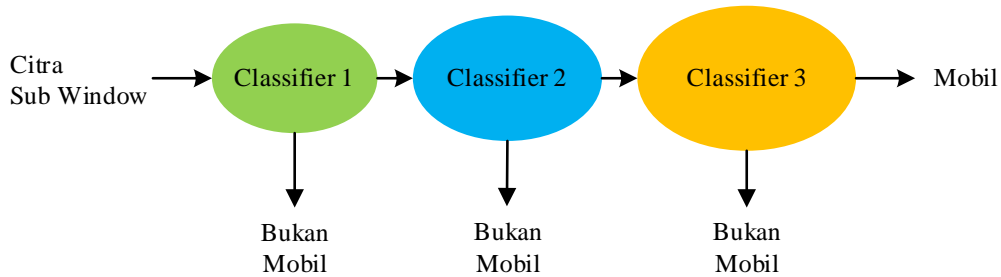 Citra
Sub Window
Classifier 1
Classifier 2
Classifier 3
Mobil
Bukan
Mobil
Bukan
Mobil
Bukan
Mobil